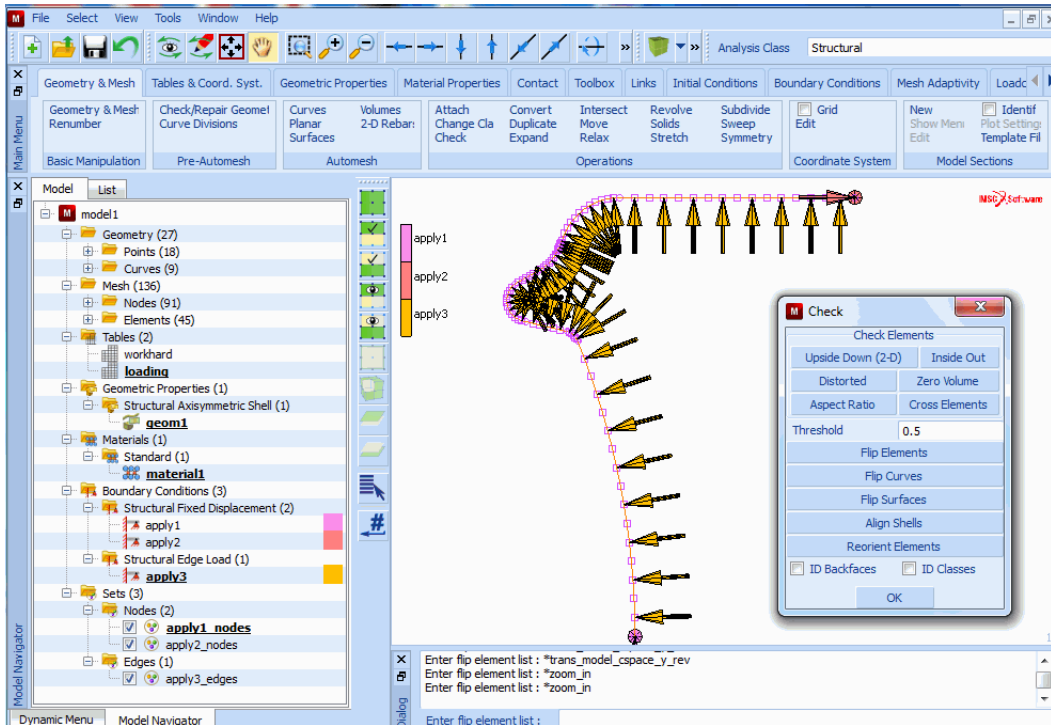 File Select View Tools Window Help
Analysis Class Structural
Geometry & Mesh Tables & Coord. Syst. Geometric Properties Material Properties Contact Toolbox Links Initial Conditions Boundary Conditions Mesh Adaptivity Loadc
Main Menu
Geometry & Mesh Check/Repair Geomet Curves Volumes Attach Convert Intersect Revolve Subdivide Grid New Identif
Renumber Curve Divisions Planar 2-D Rebar: Change Cla Duplicate Move Solids Sweep Edit Show Men Plot Setting
Surfaces Check Expand Relax Stretch Symmetry Edit Template Fil
Basic Manipulation Pre-Automesh Automesh Operations Coordinate System Model Sections
Model List
model1
Geometry (27)
Points (18)
Curves (9)
Mesh (136)
Nodes (91)
Elements (45)
Tables (2)
workhard
loading
Geometric Properties (1)
Structural Axisymmetric Shell (1)
geom1
Materials (1)
Standard (1)
material1
Boundary Conditions (3)
Structural Fixed Displacement (2)
apply1
apply2
Structural Edge Load (1)
apply3
Sets (3)
Nodes (2)
apply1_nodes
apply2_nodes
Edges (1)
apply3_edges
Model Navigator
Dynamic Menu Model Navigator
apply1
apply2
apply3
MSC Software
1
Check
Check Elements
Upside Down (2-D) Inside Out
Distorted Zero Volume
Aspect Ratio Cross Elements
Threshold 0.5
Flip Elements
Flip Curves
Flip Surfaces
Align Shells
Reorient Elements
ID Backfaces ID Classes
OK
Enter flip element list : *trans_model_cspace_y_rev
Enter flip element list : *zoom_in
Enter flip element list : *zoom_in
Enter flip element list :